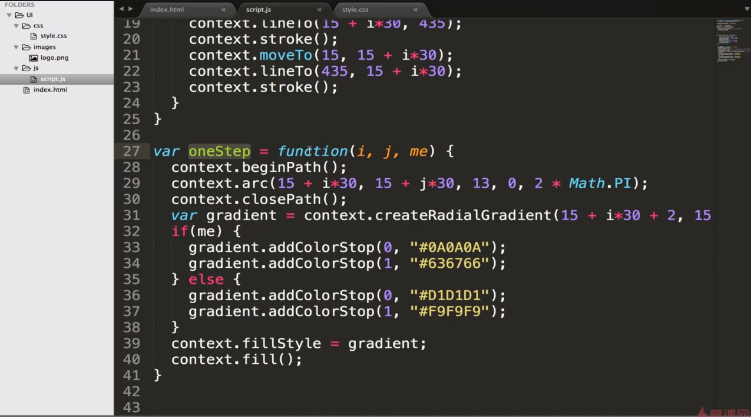 FOLDERS
UI
css
style.css
images
logo.png
js
script.js
index.html
index.html
script.js
style.css
19 context.lineTo(15 + i*30, 435);
20 context.stroke();
21 context.moveTo(15, 15 + i*30);
22 context.lineTo(435, 15 + i*30);
23 context.stroke();
24 }
25 }
26
27 var oneStep = function(i, j, me) {
28 context.beginPath();
29 context.arc(15 + i*30, 15 + j*30, 13, 0, 2 * Math.PI);
30 context.closePath();
31 var gradient = context.createRadialGradient(15 + i*30 + 2, 15
32 if(me) {
33 gradient.addColorStop(0, "#0A0A0A");
34 gradient.addColorStop(1, "#636766");
35 } else {
36 gradient.addColorStop(0, "#D1D1D1");
37 gradient.addColorStop(1, "#F9F9F9");
38 }
39 context.fillStyle = gradient;
40 context.fill();
41 }
42
43